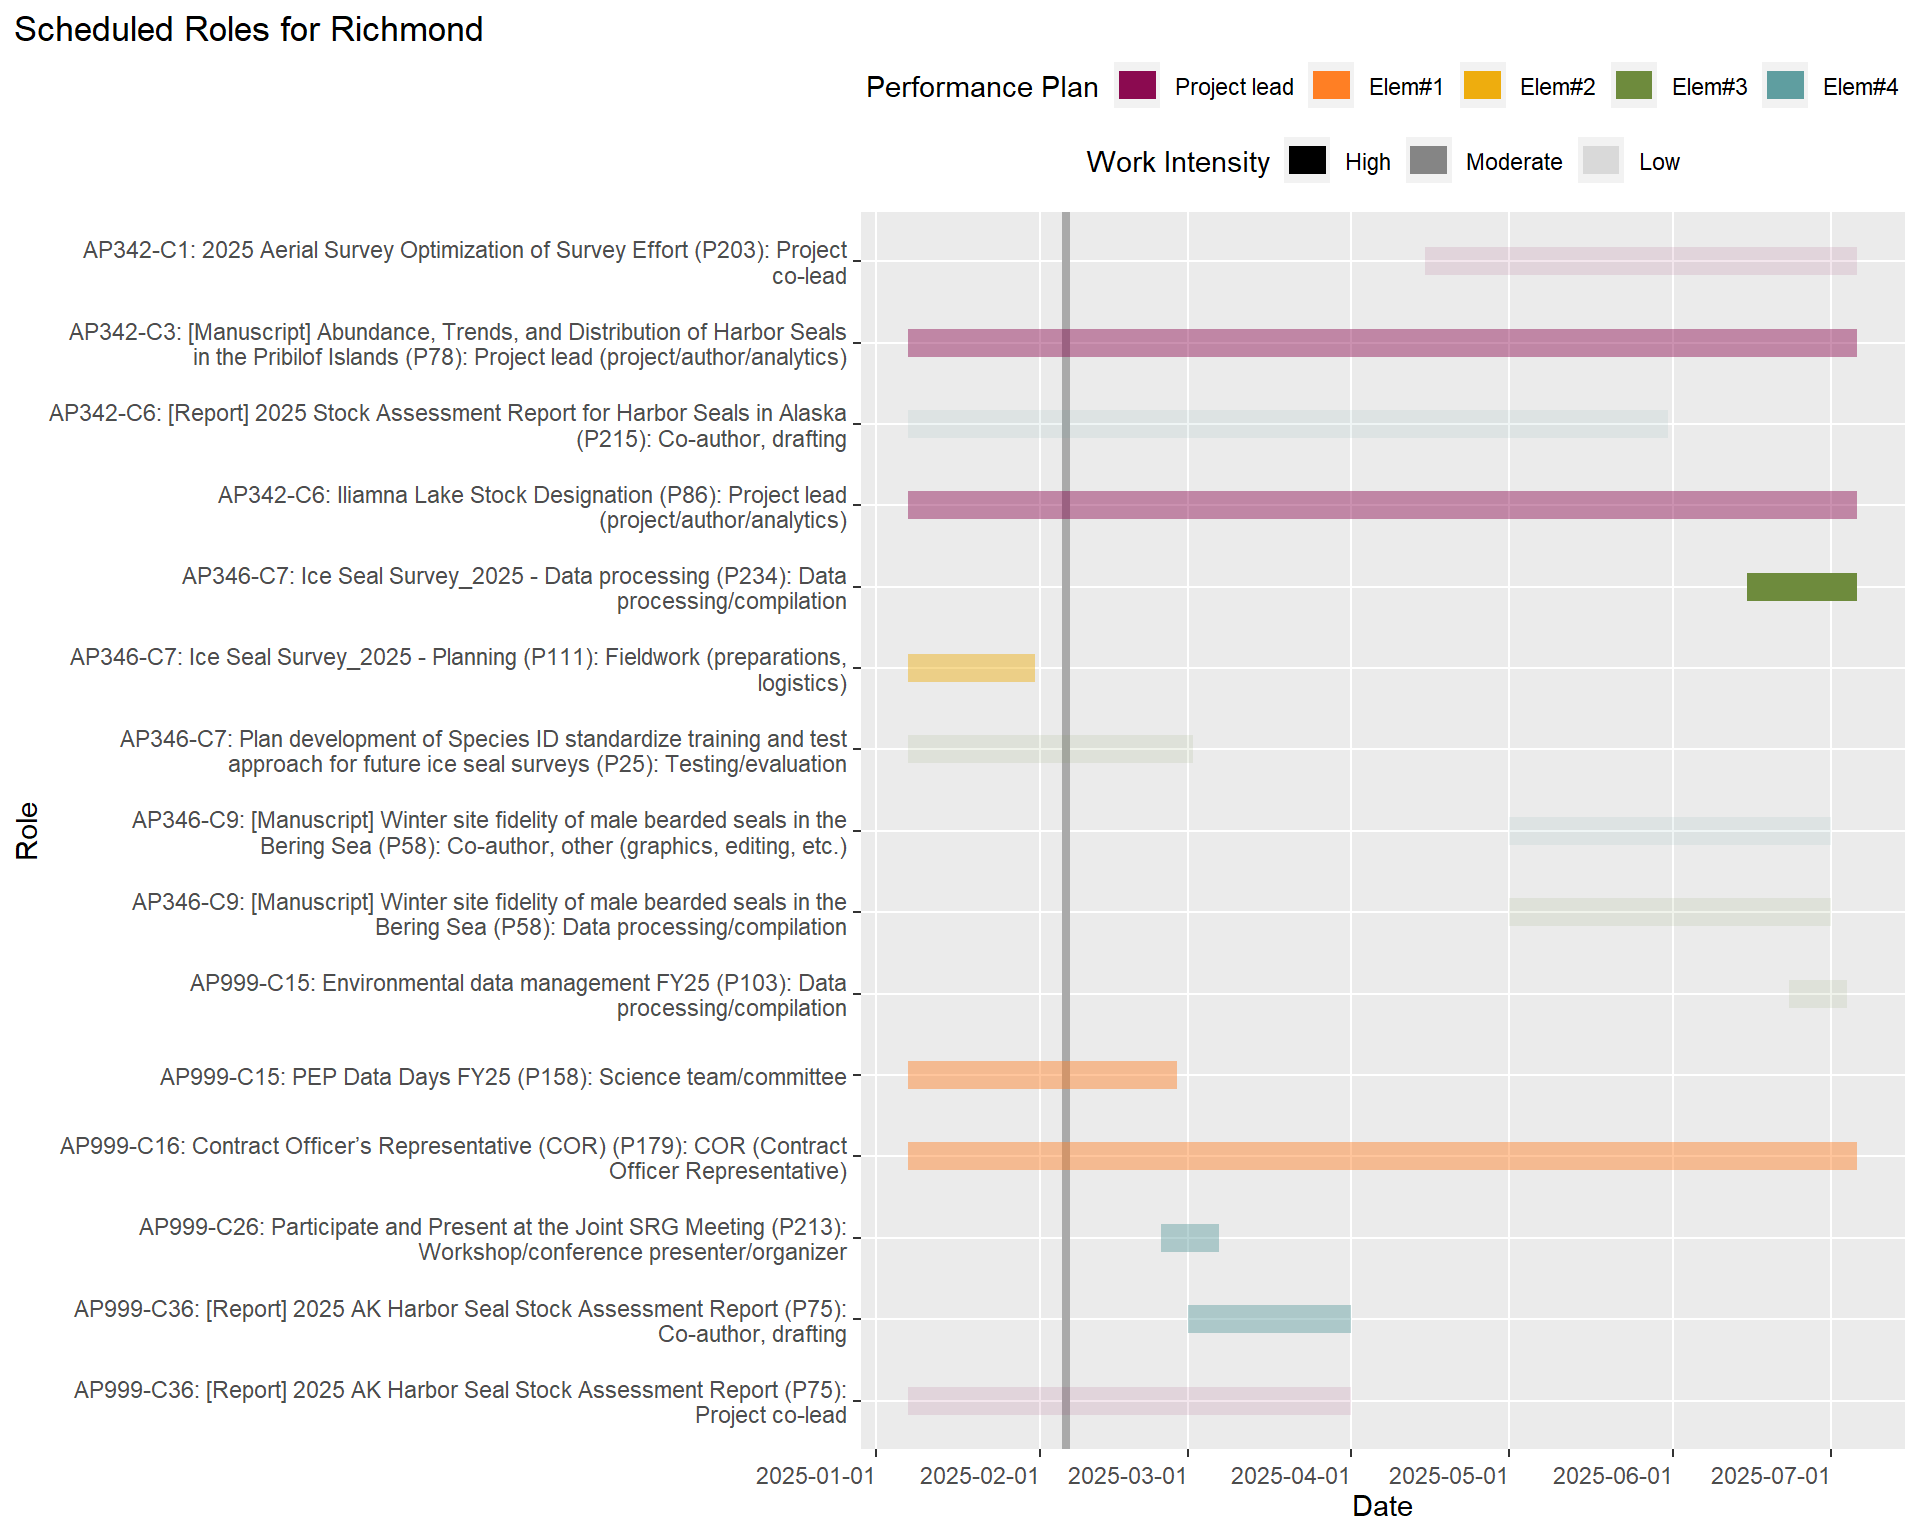 Scheduled Roles for Richmond
Performance Plan Project lead Elem#1 Elem#2 Elem#3 Elem#4
Work Intensity High Moderate Low
AP342-C1: 2025 Aerial Survey Optimization of Survey Effort (P203): Project
co-lead
AP342-C3: [Manuscript] Abundance, Trends, and Distribution of Harbor Seals
in the Pribilof Islands (P78): Project lead (project/author/analytics)
AP342-C6: [Report] 2025 Stock Assessment Report for Harbor Seals in Alaska
(P215): Co-author, drafting
AP342-C6: Iliamna Lake Stock Designation (P86): Project lead
(project/author/analytics)
AP346-C7: Ice Seal Survey_2025 - Data processing (P234): Data
processing/compilation
AP346-C7: Ice Seal Survey_2025 - Planning (P111): Fieldwork (preparations,
logistics)
AP346-C7: Plan development of Species ID standardize training and test
approach for future ice seal surveys (P25): Testing/evaluation
AP346-C9: [Manuscript] Winter site fidelity of male bearded seals in the
Bering Sea (P58): Co-author, other (graphics, editing, etc.)
AP346-C9: [Manuscript] Winter site fidelity of male bearded seals in the
Bering Sea (P58): Data processing/compilation
AP999-C15: Environmental data management FY25 (P103): Data
processing/compilation
AP999-C15: PEP Data Days FY25 (P158): Science team/committee
AP999-C16: Contract Officer’s Representative (COR) (P179): COR (Contract
Officer Representative)
AP999-C26: Participate and Present at the Joint SRG Meeting (P213):
Workshop/conference presenter/organizer
AP999-C36: [Report] 2025 AK Harbor Seal Stock Assessment Report (P75):
Co-author, drafting
AP999-C36: [Report] 2025 AK Harbor Seal Stock Assessment Report (P75):
Project co-lead
Role
2025-01-01 2025-02-01 2025-03-01 2025-04-01 2025-05-01 2025-06-01 2025-07-01
Date